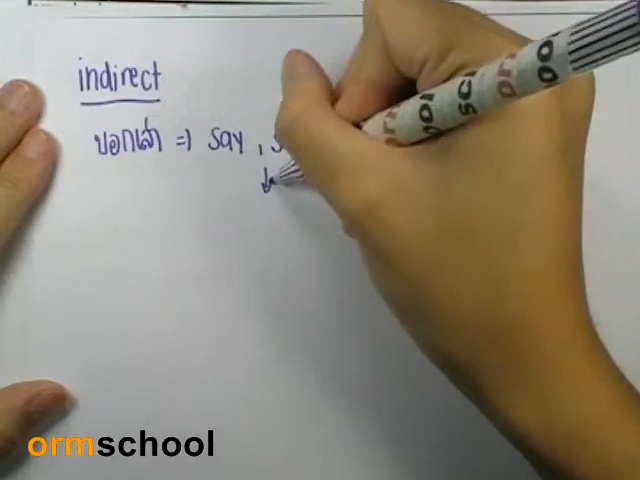 indirect
บอกเล่า => say , s
ormschool